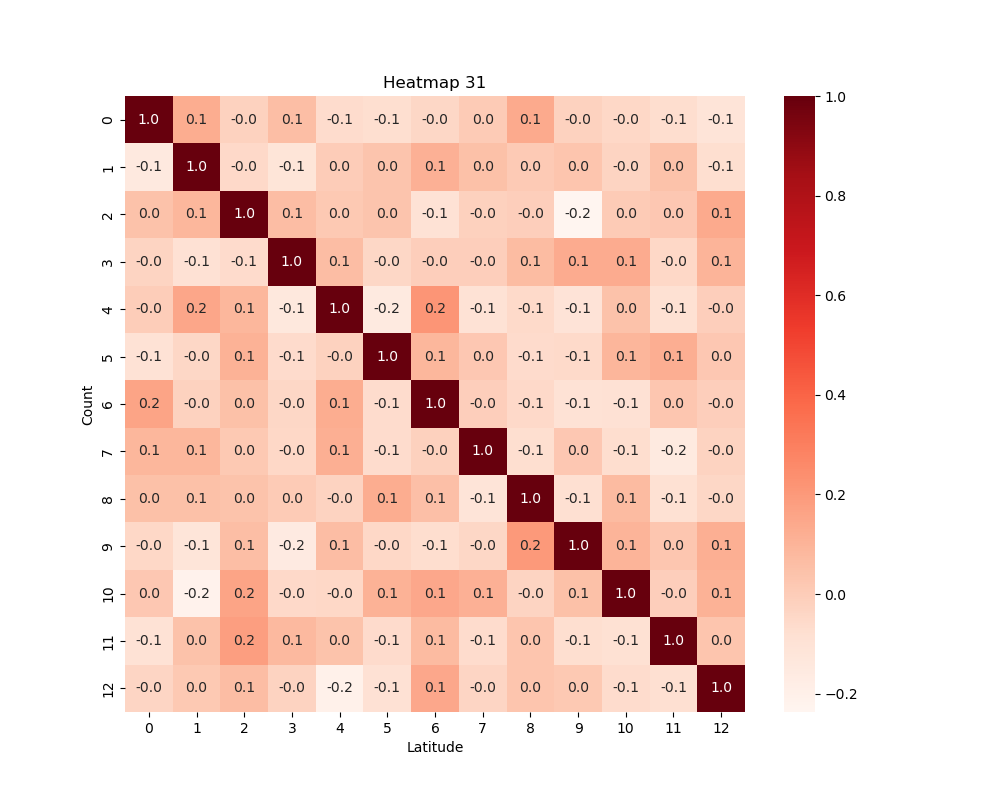 Heatmap 31
0 1.0 0.1 -0.0 0.1 -0.1 -0.1 -0.0 0.0 0.1 -0.0 -0.0 -0.1 -0.1
1 -0.1 1.0 -0.0 -0.1 0.0 0.0 0.1 0.0 0.0 0.0 -0.0 0.0 -0.1
2 0.0 0.1 1.0 0.1 0.0 0.0 -0.1 -0.0 -0.0 -0.2 0.0 0.0 0.1
3 -0.0 -0.1 -0.1 1.0 0.1 -0.0 -0.0 -0.0 0.1 0.1 0.1 -0.0 0.1
4 -0.0 0.2 0.1 -0.1 1.0 -0.2 0.2 -0.1 -0.1 -0.1 0.0 -0.1 -0.0
5 -0.1 -0.0 0.1 -0.1 -0.0 1.0 0.1 0.0 -0.1 -0.1 0.1 0.1 0.0
6 0.2 -0.0 0.0 -0.0 0.1 -0.1 1.0 -0.0 -0.1 -0.1 -0.1 0.0 -0.0
7 0.1 0.1 0.0 -0.0 0.1 -0.1 -0.0 1.0 -0.1 0.0 -0.1 -0.2 -0.0
8 0.0 0.1 0.0 0.0 -0.0 0.1 0.1 -0.1 1.0 -0.1 0.1 -0.1 -0.0
9 -0.0 -0.1 0.1 -0.2 0.1 -0.0 -0.1 -0.0 0.2 1.0 0.1 0.0 0.1
10 0.0 -0.2 0.2 -0.0 -0.0 0.1 0.1 0.1 -0.0 0.1 1.0 -0.0 0.1
11 -0.1 0.0 0.2 0.1 0.0 -0.1 0.1 -0.1 0.0 -0.1 -0.1 1.0 0.0
12 -0.0 0.0 0.1 -0.0 -0.2 -0.1 0.1 -0.0 0.0 0.0 -0.1 -0.1 1.0
0 1 2 3 4 5 6 7 8 9 10 11 12
Latitude
Count
1.0
0.8
0.6
0.4
0.2
0.0
−0.2